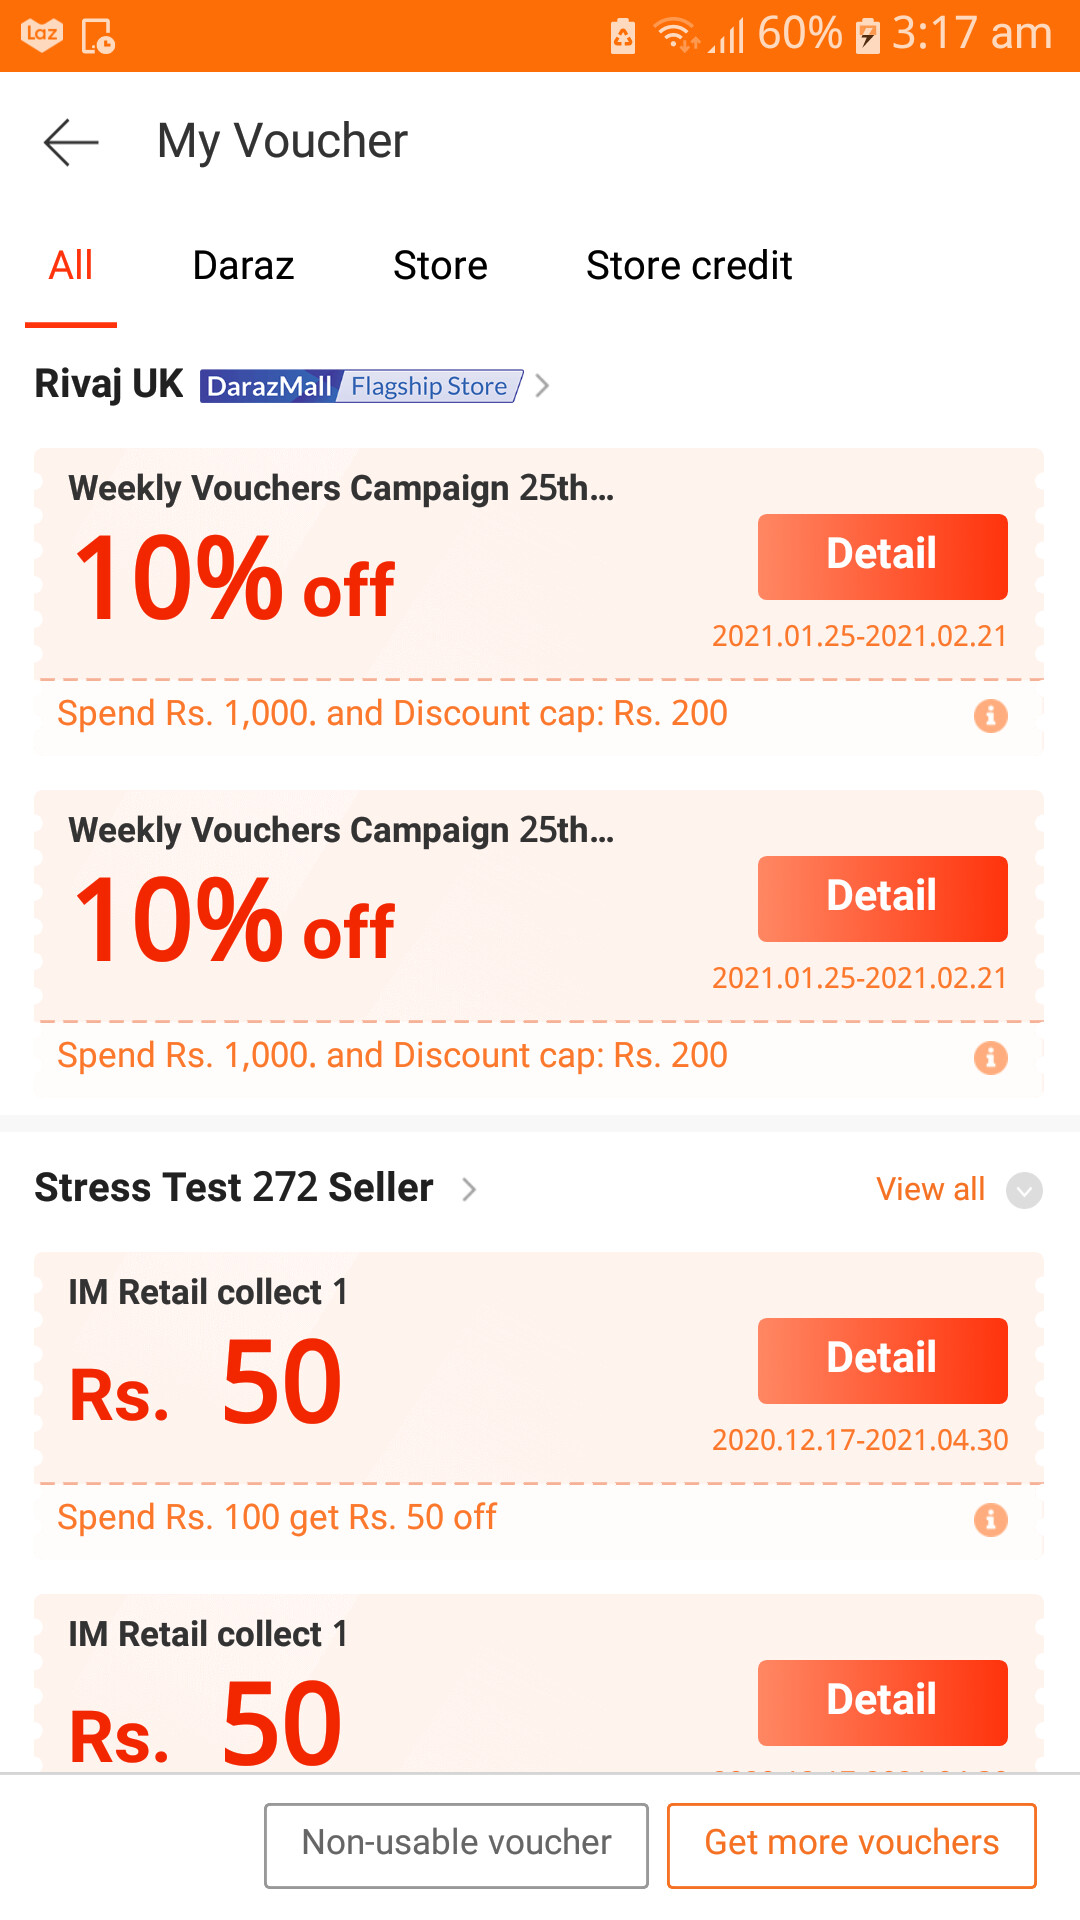 Laz 60% 3:17 am
My Voucher
All Daraz Store Store credit
Rivaj UK DarazMall Flagship Store
Weekly Vouchers Campaign 25th...
10% off
Detail
2021.01.25-2021.02.21
Spend Rs. 1,000. and Discount cap: Rs. 200
Weekly Vouchers Campaign 25th...
10% off
Detail
2021.01.25-2021.02.21
Spend Rs. 1,000. and Discount cap: Rs. 200
Stress Test 272 Seller View all
IM Retail collect 1
Rs. 50
Detail
2020.12.17-2021.04.30
Spend Rs. 100 get Rs. 50 off
IM Retail collect 1
Rs. 50
Detail
Non-usable voucher Get more vouchers